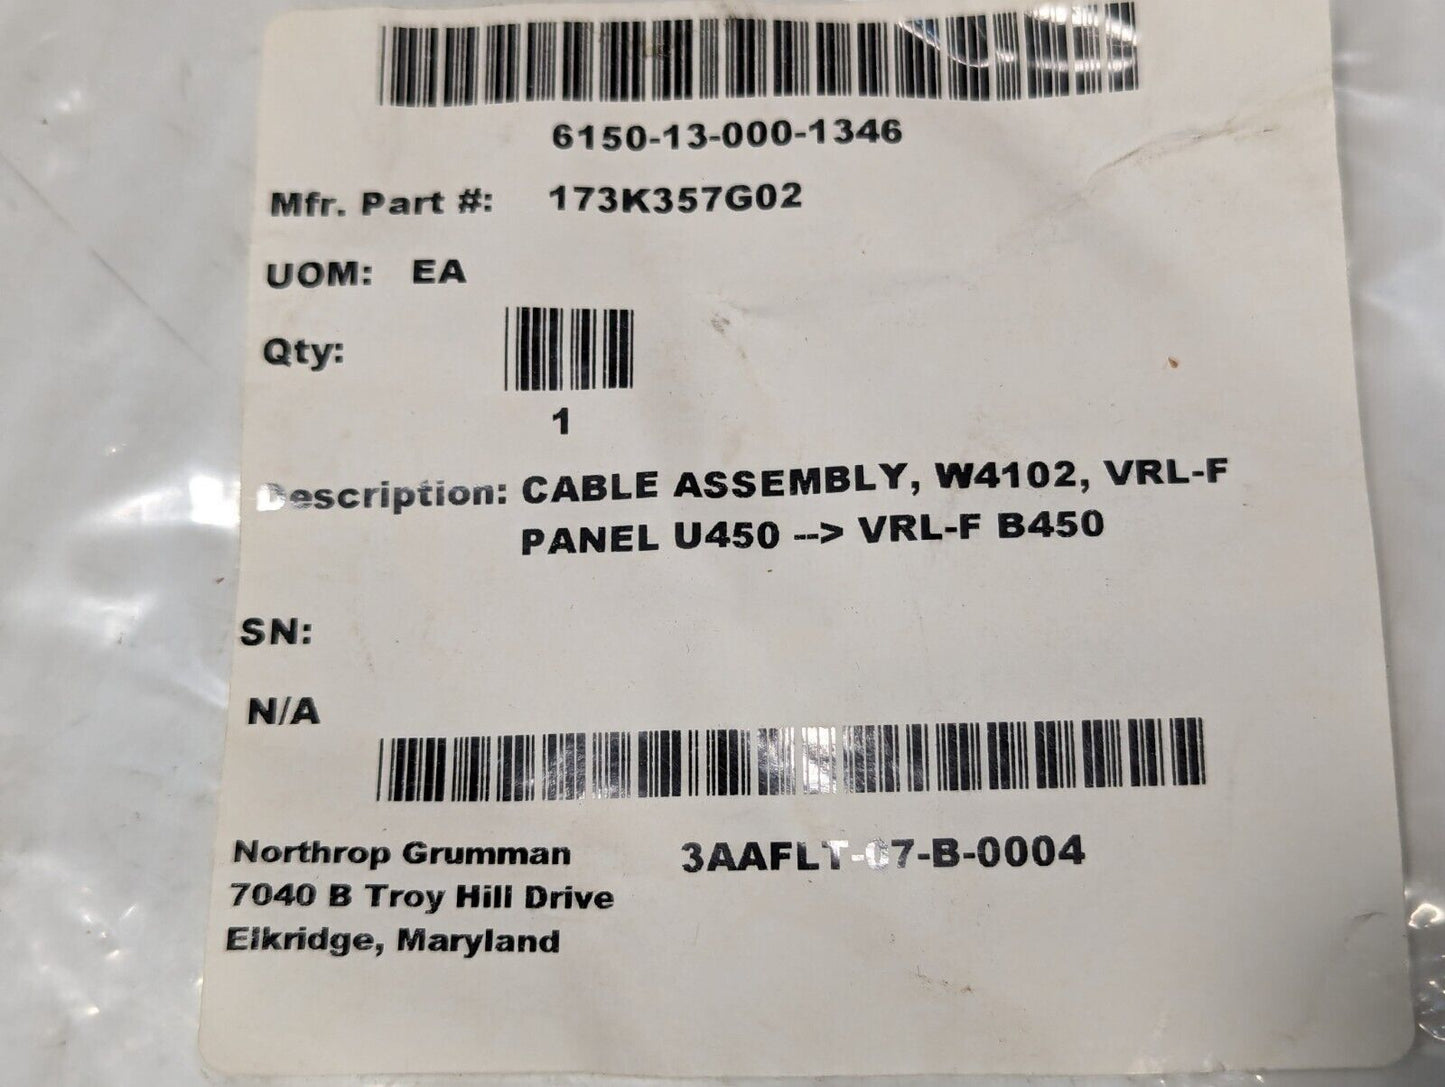 6150-13-000-1346
Mfr. Part #: 173K357G02
UOM: EA
Qty:
1
Description: CABLE ASSEMBLY, W4102, VRL-F
PANEL U450 --> VRL-F B450
SN:
N/A
Northrop Grumman 3AAFLT-07-B-0004
7040 B Troy Hill Drive
Elkridge, Maryland